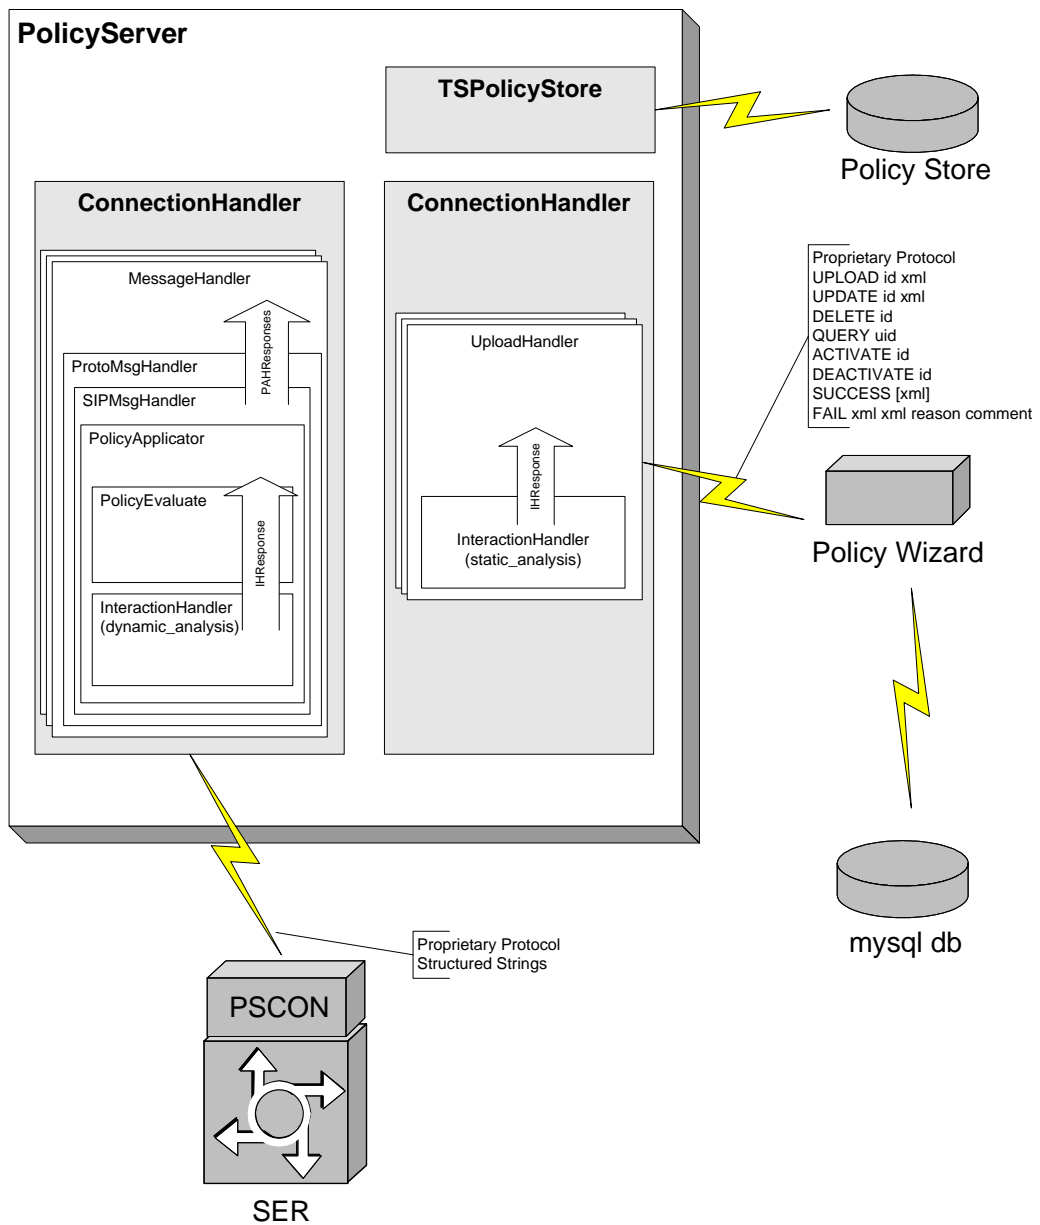 PolicyServer
TSPolicyStore
Policy Store
ConnectionHandler
MessageHandler
PAHResponses
ProtoMsgHandler
SIPMsgHandler
PolicyApplicator
PolicyEvaluate
IHResponse
InteractionHandler
(dynamic_analysis)
ConnectionHandler
UploadHandler
IHResponse
InteractionHandler
(static_analysis)
Proprietary Protocol
UPLOAD id xml
UPDATE id xml
DELETE id
QUERY uid
ACTIVATE id
DEACTIVATE id
SUCCESS [xml]
FAIL xml xml reason comment
Policy Wizard
mysql db
Proprietary Protocol
Structured Strings
PSCON
SER